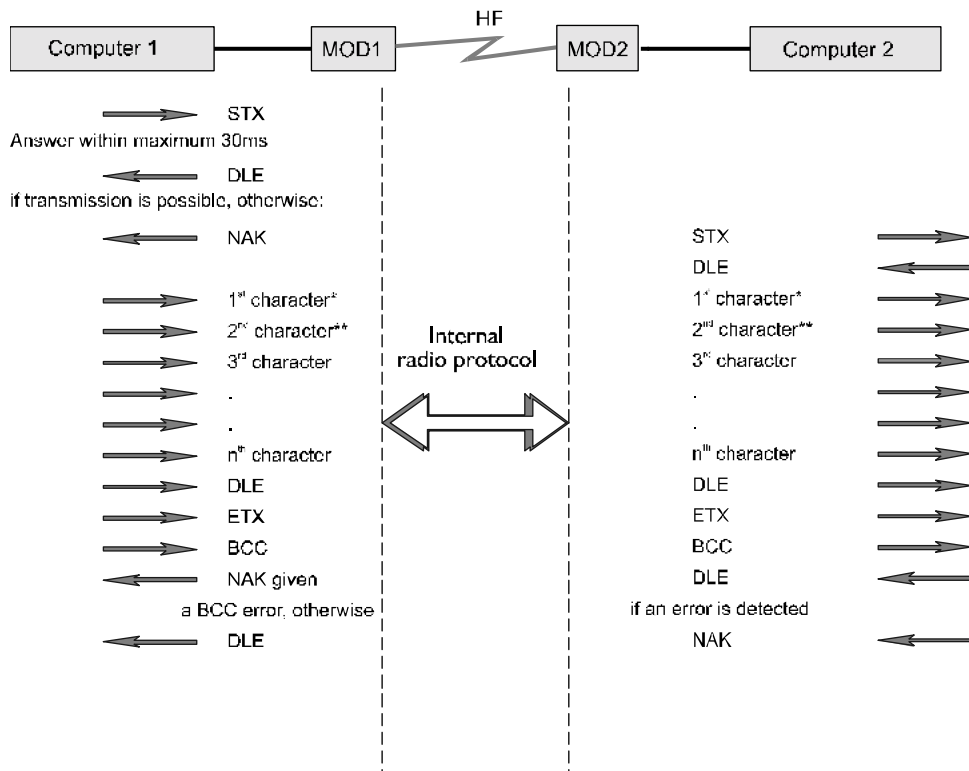 HF
Computer 1
MOD1
MOD2
Computer 2
STX
Answer within maximum 30ms
DLE
if transmission is possible, otherwise:
NAK
1st character*
2nd character**
3rd character
.
.
nth character
DLE
ETX
BCC
NAK given
a BCC error, otherwise
DLE
Internal
radio protocol
STX
DLE
1st character*
2nd character**
3rd character
.
.
nth character
DLE
ETX
BCC
DLE
if an error is detected
NAK